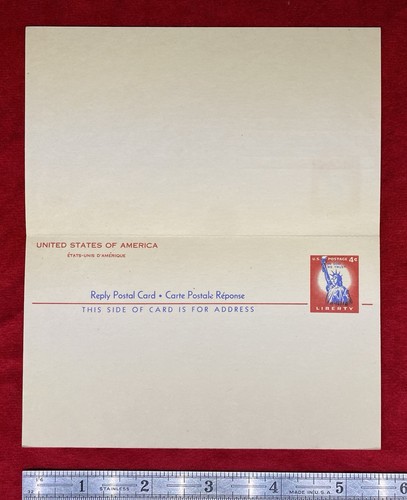 UNITED STATES OF AMERICA
ÉTATS-UNIS D'AMÉRIQUE
U.S. POSTAGE 4¢
LIBERTY
Reply Postal Card • Carte Postale Réponse
THIS SIDE OF CARD IS FOR ADDRESS
1 2 3 4 5 6
STAINLESS
MADE IN U.S.A.